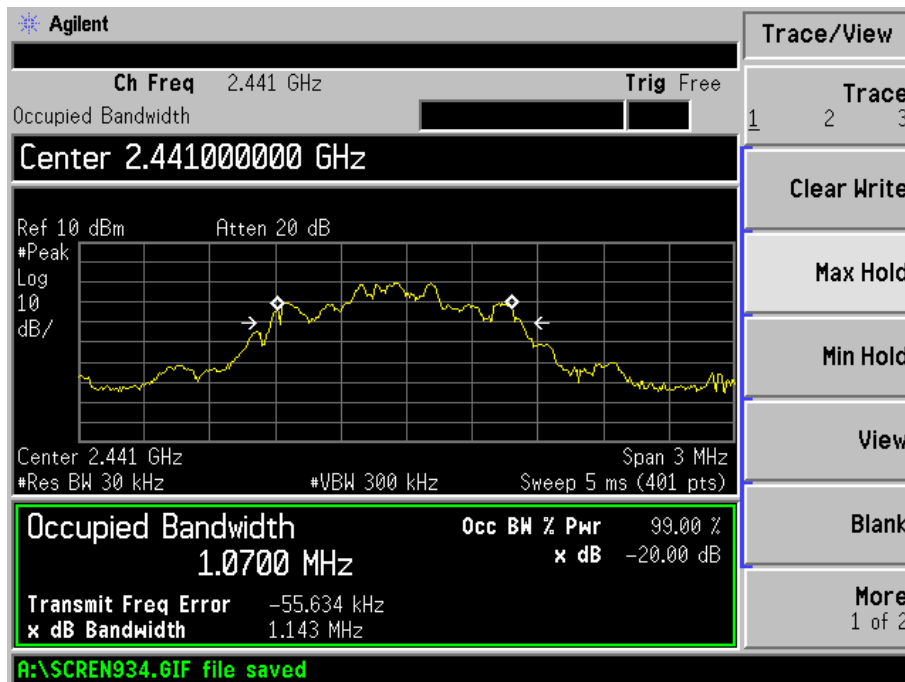 Agilent
Trace/View
Ch Freq 2.441 GHz Trig Free
Occupied Bandwidth
Trace
1 2 3
Center 2.441000000 GHz
Clear Write
Ref 10 dBm Atten 20 dB
#Peak
Log
10
dB/
Max Hold
Min Hold
View
Center 2.441 GHz Span 3 MHz
#Res BW 30 kHz #VBW 300 kHz Sweep 5 ms (401 pts)
Occupied Bandwidth Occ BW % Pwr 99.00 %
1.0700 MHz x dB -20.00 dB
Blank
Transmit Freq Error -55.634 kHz
x dB Bandwidth 1.143 MHz
More
1 of 2
A:\SCREN934.GIF file saved